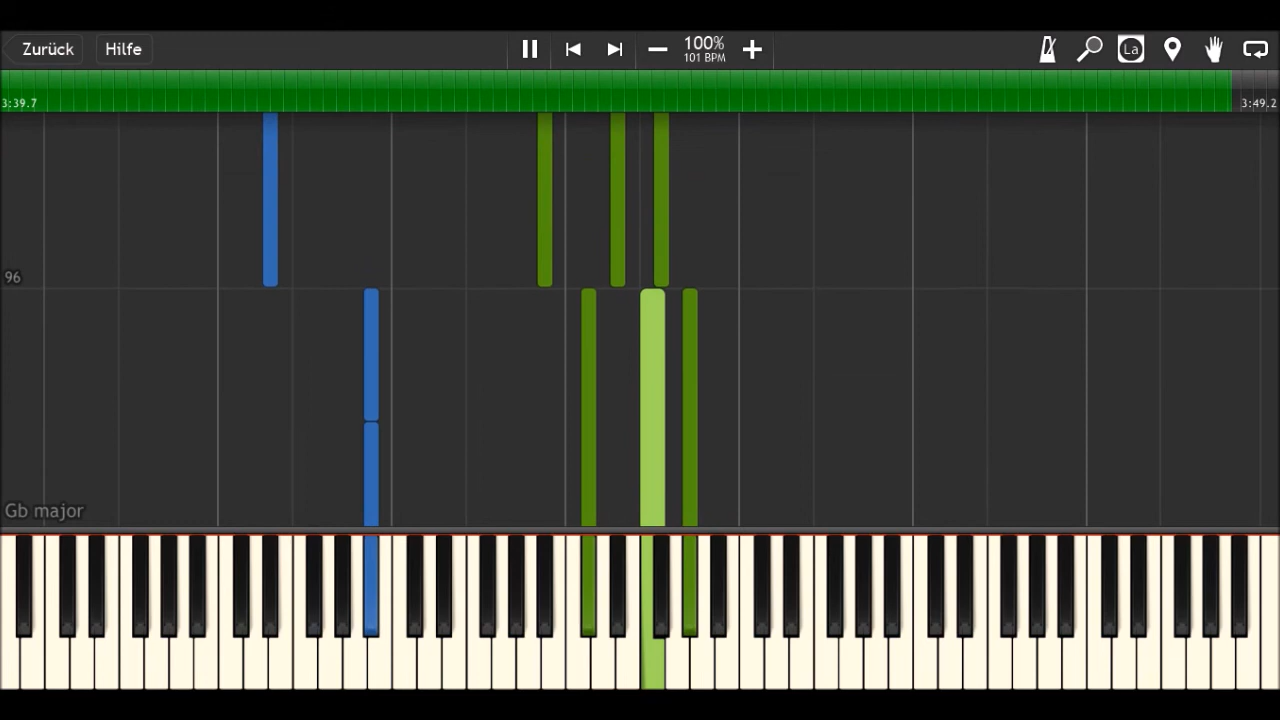 Zurück
Hilfe
100%
101 BPM
La
3:39.7
3:49.2
96
Gb major